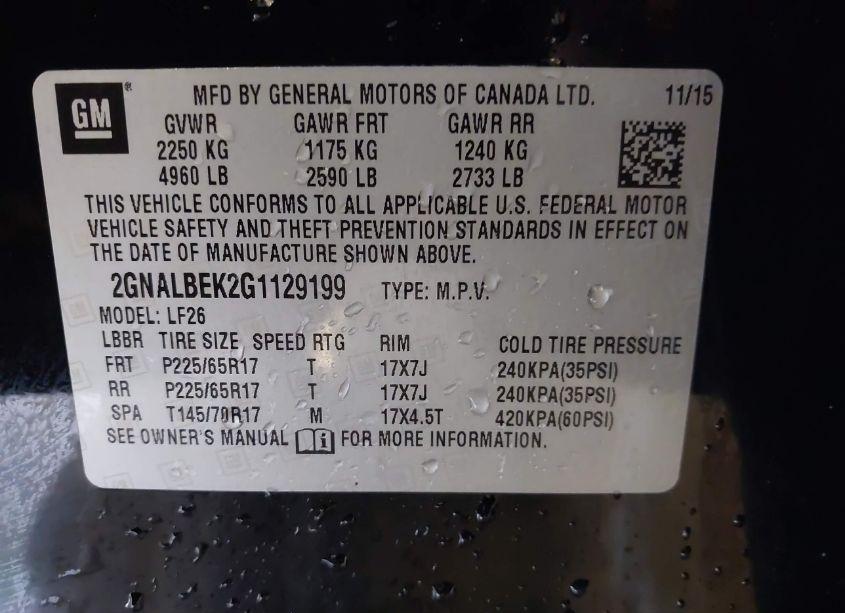 GM® MFD BY GENERAL MOTORS OF CANADA LTD. 11/15
GVWR GAWR FRT GAWR RR
2250 KG 1175 KG 1240 KG
4960 LB 2590 LB 2733 LB
THIS VEHICLE CONFORMS TO ALL APPLICABLE U.S. FEDERAL MOTOR
VEHICLE SAFETY AND THEFT PREVENTION STANDARDS IN EFFECT ON
THE DATE OF MANUFACTURE SHOWN ABOVE.
2GNALBEK2G1129199 TYPE: M.P.V.
MODEL: LF26
LBBR TIRE SIZE SPEED RTG RIM COLD TIRE PRESSURE
FRT P225/65R17 T 17X7J 240KPA(35PSI)
RR P225/65R17 T 17X7J 240KPA(35PSI)
SPA T145/70R17 M 17X4.5T 420KPA(60PSI)
SEE OWNER'S MANUAL FOR MORE INFORMATION.